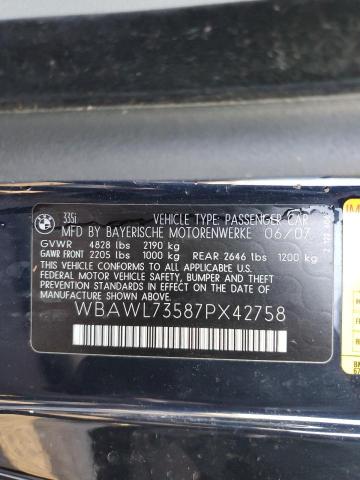 335i VEHICLE TYPE: PASSENGER CAR
MFD BY BAYERISCHE MOTORENWERKE 06/07
GVWR 4828 lbs 2190 kg
GAWR FRONT 2205 lbs 1000 kg REAR 2646 lbs 1200 kg
THIS VEHICLE CONFORMS TO ALL APPLICABLE
FEDERAL MOTOR VEHICLE SAFETY, BUMPER AND THEFT
PREVENTION STANDARDS IN EFFECT ON THE DATE OF
MANUFACTURE SHOWN ABOVE.
WBAWL73587PX42758